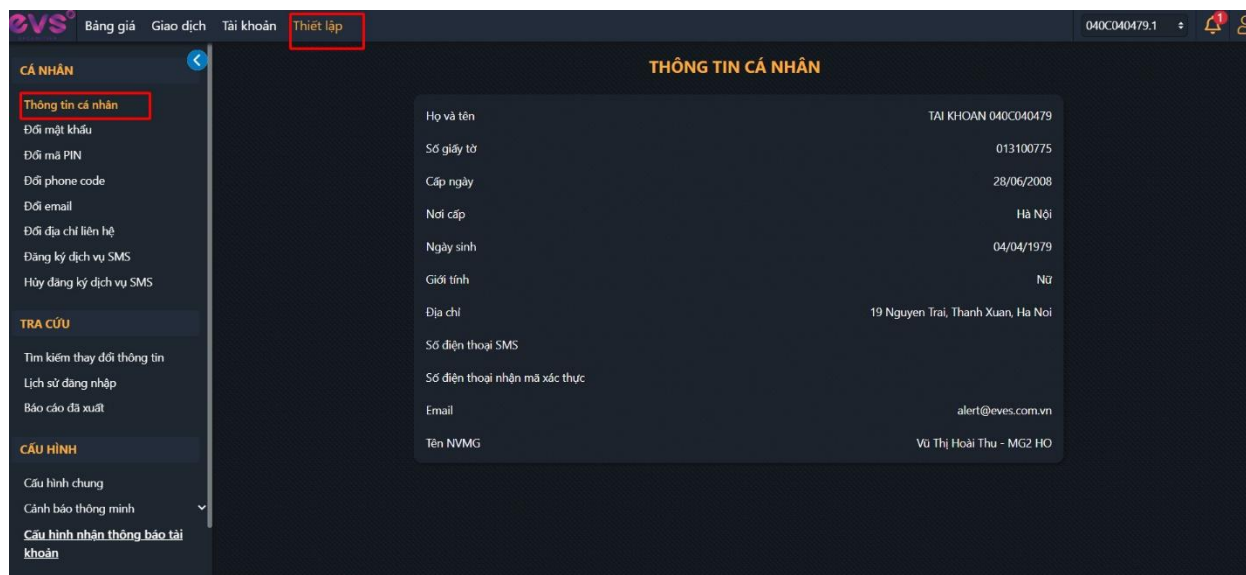 evs
Bảng giá Giao dịch Tài khoản Thiết lập 040C040479.1 1
CÁ NHÂN
Thông tin cá nhân
Đổi mật khẩu
Đổi mã PIN
Đổi phone code
Đổi email
Đổi địa chỉ liên hệ
Đăng ký dịch vụ SMS
Hủy đăng ký dịch vụ SMS
TRA CỨU
Tìm kiếm thay đổi thông tin
Lịch sử đăng nhập
Báo cáo đã xuất
CẤU HÌNH
Cấu hình chung
Cảnh báo thông minh
Cấu hình nhận thông báo tài
khoản
THÔNG TIN CÁ NHÂN
Họ và tên TAI KHOAN 040C040479
Số giấy tờ 013100775
Cấp ngày 28/06/2008
Nơi cấp Hà Nội
Ngày sinh 04/04/1979
Giới tính Nữ
Địa chỉ 19 Nguyen Trai, Thanh Xuan, Ha Noi
Số điện thoại SMS
Số điện thoại nhận mã xác thực
Email alert@eves.com.vn
Tên NVMG Vũ Thị Hoài Thu - MG2 HO